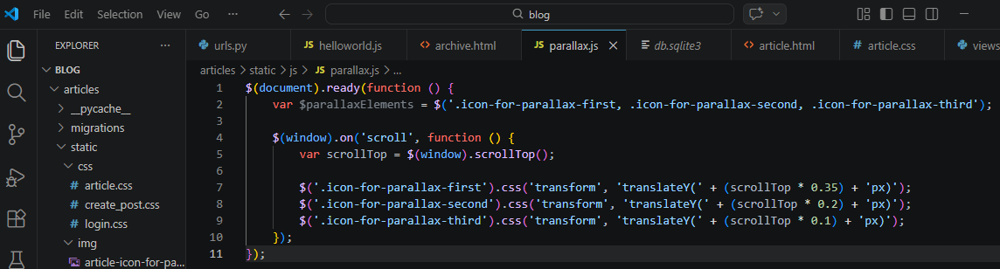 File Edit Selection View Go ··· blog
EXPLORER ···
urls.py JS helloworld.js <> archive.html JS parallax.js db.sqlite3 <> article.html # article.css views
BLOG
articles
__pycache__
migrations
static
css
# article.css
# create_post.css
# login.css
img
article-icon-for-pa...
articles > static > js > JS parallax.js > ...
1 $(document).ready(function () {
2     var $parallaxElements = $('.icon-for-parallax-first, .icon-for-parallax-second, .icon-for-parallax-third');
3
4     $(window).on('scroll', function () {
5         var scrollTop = $(window).scrollTop();
6
7         $('.icon-for-parallax-first').css('transform', 'translateY(' + (scrollTop * 0.35) + 'px)');
8         $('.icon-for-parallax-second').css('transform', 'translateY(' + (scrollTop * 0.2) + 'px)');
9         $('.icon-for-parallax-third').css('transform', 'translateY(' + (scrollTop * 0.1) + 'px)');
10     });
11 });